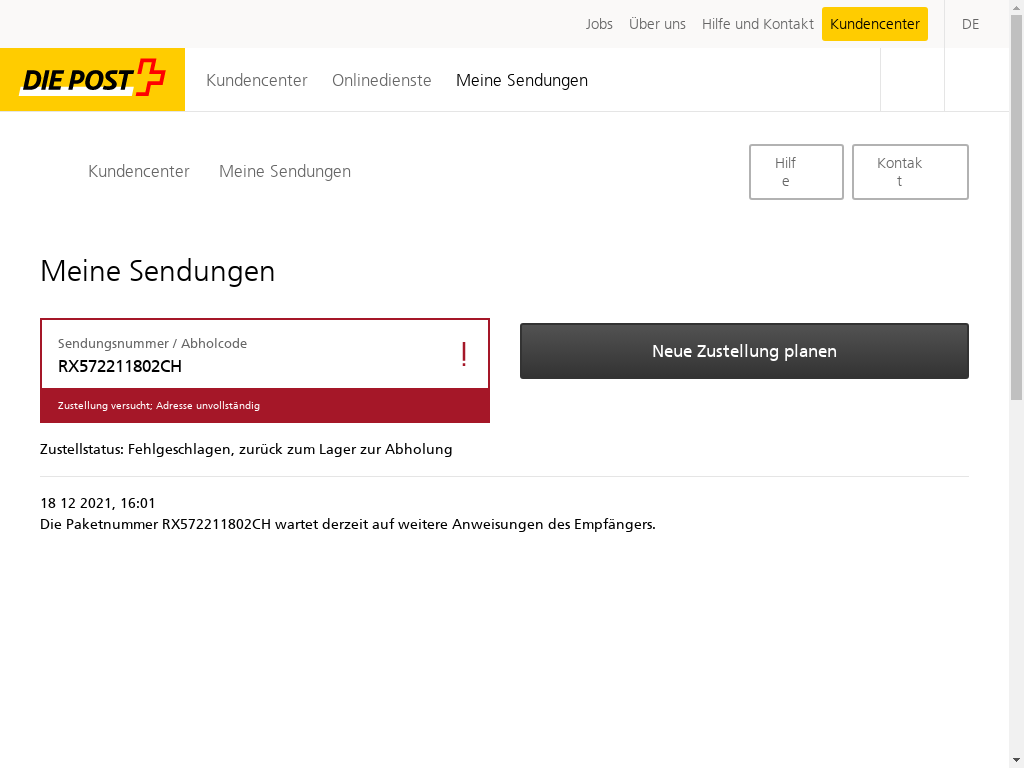 Jobs Über uns Hilfe und Kontakt Kundencenter DE
DIE POST Kundencenter Onlinedienste Meine Sendungen
Kundencenter Meine Sendungen
Hilf
e
Kontak
t
Meine Sendungen
Sendungsnummer / Abholcode
RX572211802CH
!
Zustellung versucht; Adresse unvollständig
Neue Zustellung planen
Zustellstatus: Fehlgeschlagen, zurück zum Lager zur Abholung
18 12 2021, 16:01
Die Paketnummer RX572211802CH wartet derzeit auf weitere Anweisungen des Empfängers.